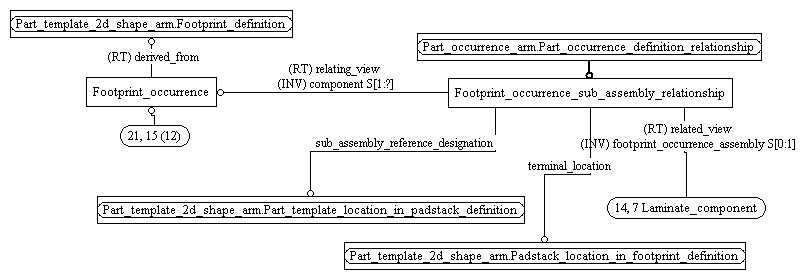 Part_template_2d_shape_arm.Footprint_definition
(RT) derived_from
Part_occurrence_arm.Part_occurrence_definition_relationship
(RT) relating_view
(INV) component S[1:?]
Footprint_occurrence
Footprint_occurrence_sub_assembly_relationship
21, 15 (12)
sub_assembly_reference_designation
(RT) related_view
(INV) footprint_occurrence_assembly S[0:1]
terminal_location
Part_template_2d_shape_arm.Part_template_location_in_padstack_definition
14, 7 Laminate_component
Part_template_2d_shape_arm.Padstack_location_in_footprint_definition